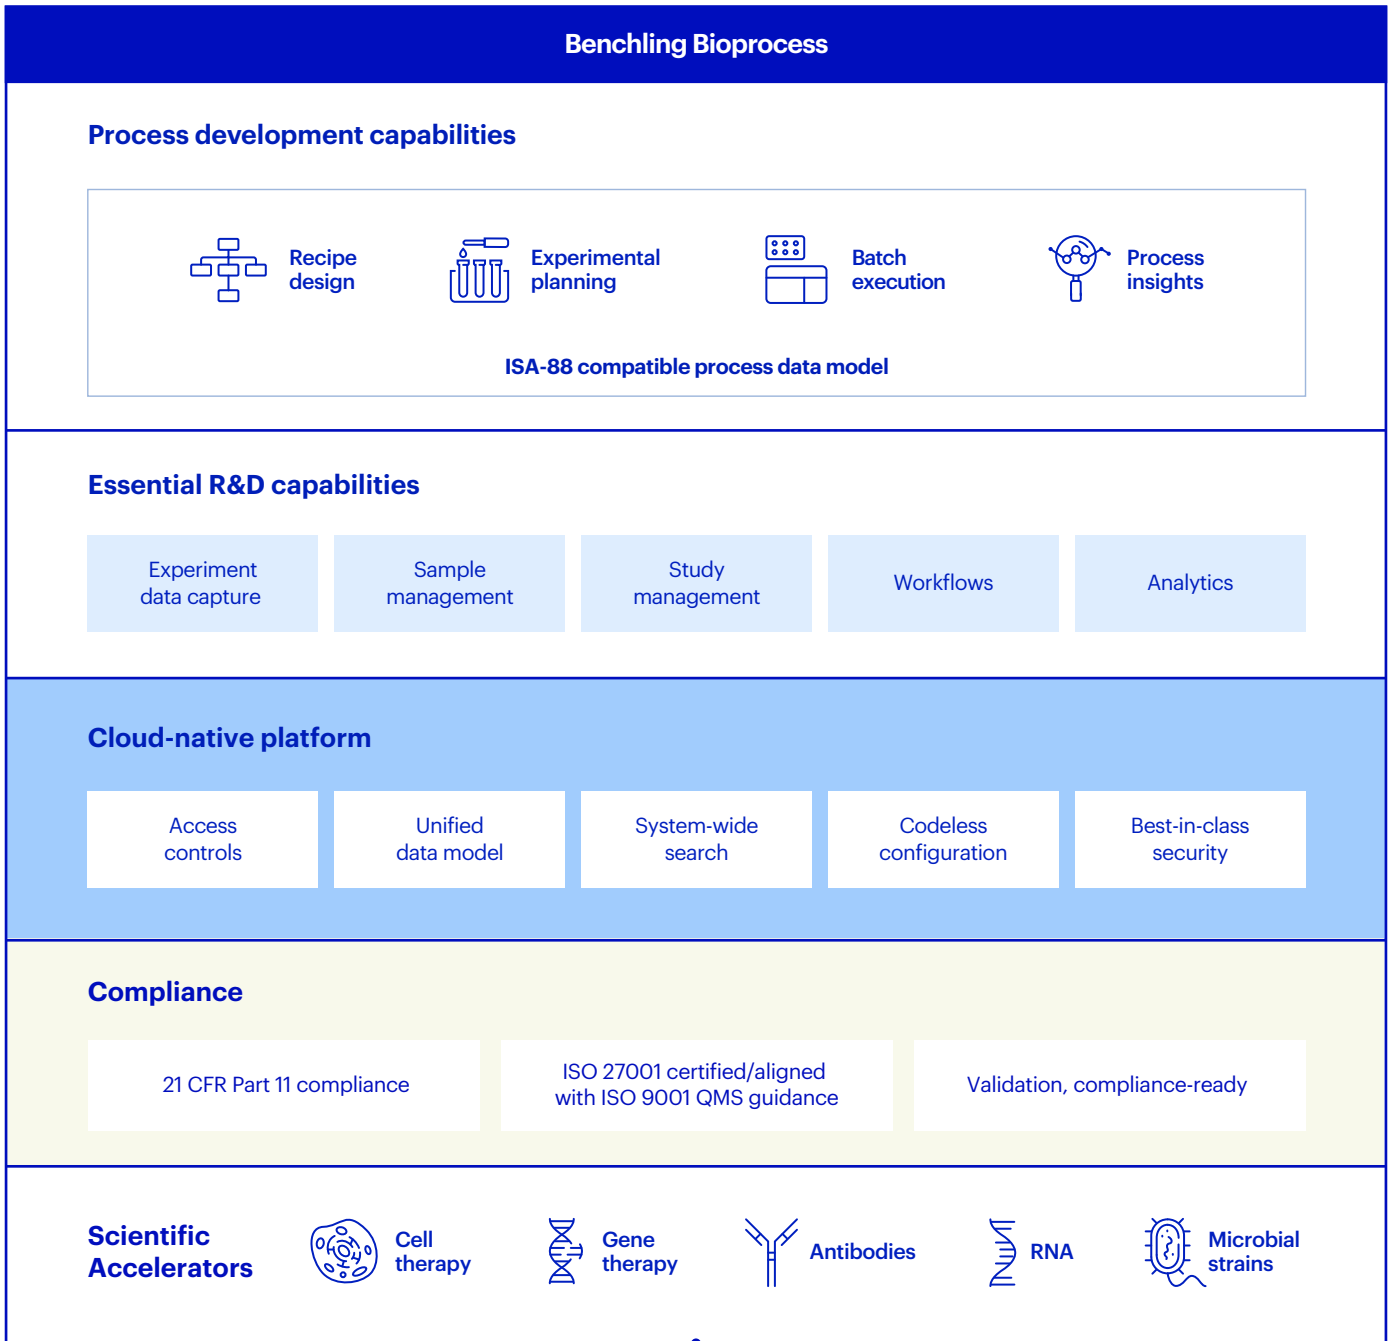 Benchling Bioprocess
Process development capabilities
Recipe
design
Experimental
planning
Batch
execution
Process
insights
ISA-88 compatible process data model
Essential R&D capabilities
Experiment
data capture
Sample
management
Study
management
Workflows
Analytics
Cloud-native platform
Access
controls
Unified
data model
System-wide
search
Codeless
configuration
Best-in-class
security
Compliance
21 CFR Part 11 compliance
ISO 27001 certified/aligned
with ISO 9001 QMS guidance
Validation, compliance-ready
Scientific
Accelerators
Cell
therapy
Gene
therapy
Antibodies
RNA
Microbial
strains